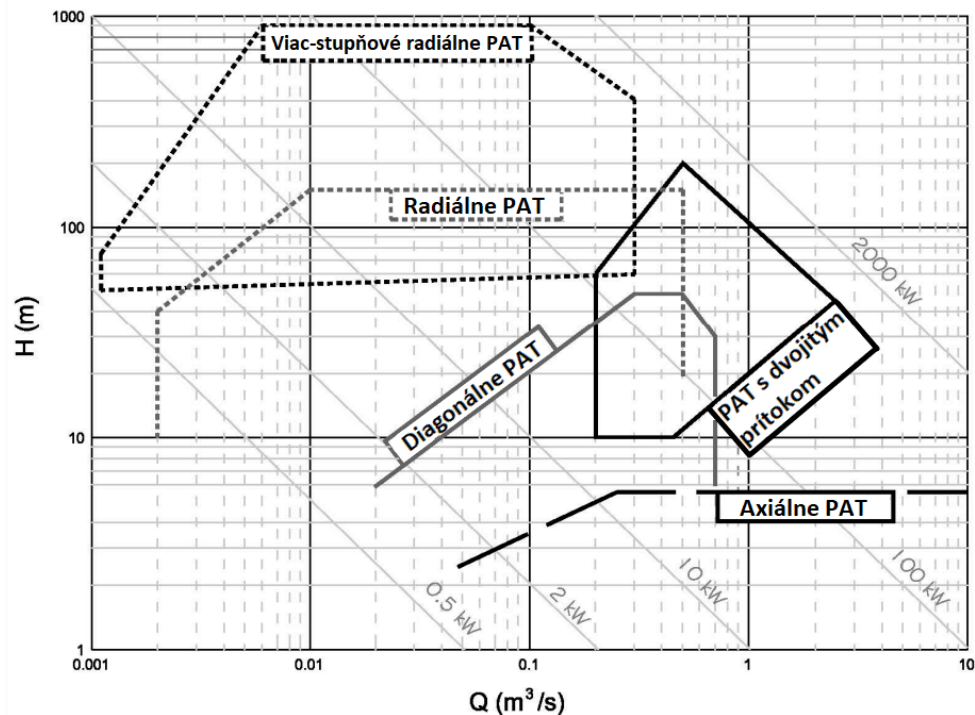 1000
Viac-stupňové radiálne PAT
Radiálne PAT
100
2000 kW
H (m)
Diagonálne PAT
PAT s dvojitým
prítokom
10
Axiálne PAT
0.5 kW
2 kW
10 kW
100 kW
1
0.001
0.01
0.1
1
10
Q (m³/s)